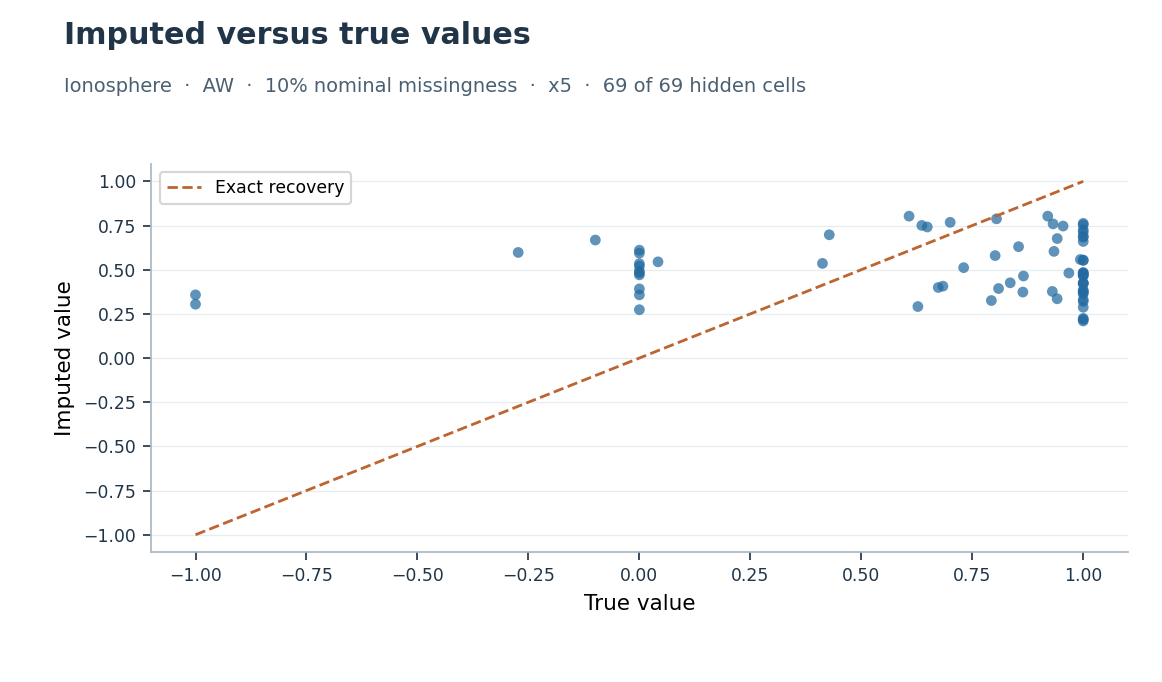 Imputed versus true values
Ionosphere · AW · 10% nominal missingness · x5 · 69 of 69 hidden cells
Exact recovery
Imputed value
1.00
0.75
0.50
0.25
0.00
−0.25
−0.50
−0.75
−1.00
−1.00 −0.75 −0.50 −0.25 0.00 0.25 0.50 0.75 1.00
True value